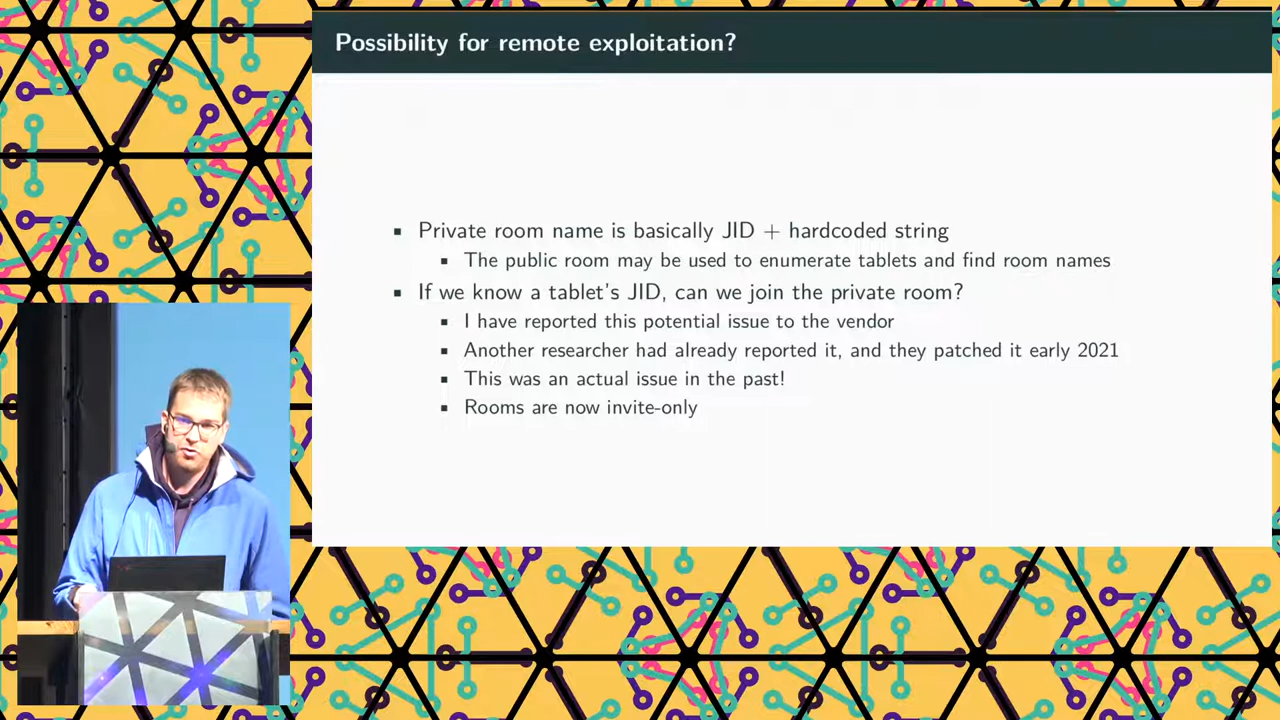 Possibility for remote exploitation?
Private room name is basically JID + hardcoded string
The public room may be used to enumerate tablets and find room names
If we know a tablet's JID, can we join the private room?
I have reported this potential issue to the vendor
Another researcher had already reported it, and they patched it early 2021
This was an actual issue in the past!
Rooms are now invite-only